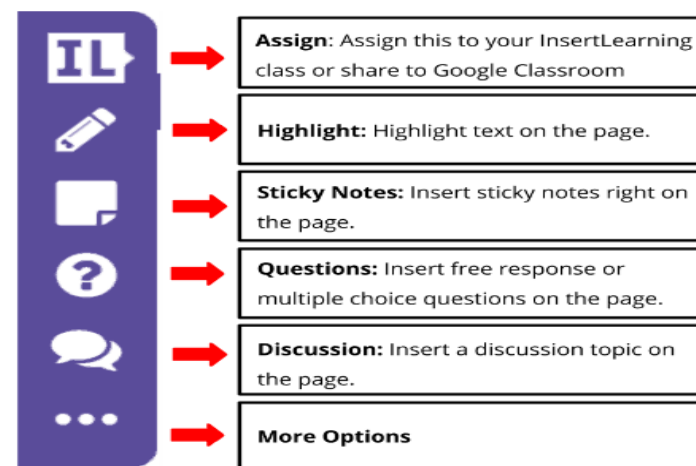 IL
Assign: Assign this to your InsertLearning
class or share to Google Classroom
Highlight: Highlight text on the page.
Sticky Notes: Insert sticky notes right on
the page.
?
Questions: Insert free response or
multiple choice questions on the page.
Discussion: Insert a discussion topic on
the page.
More Options